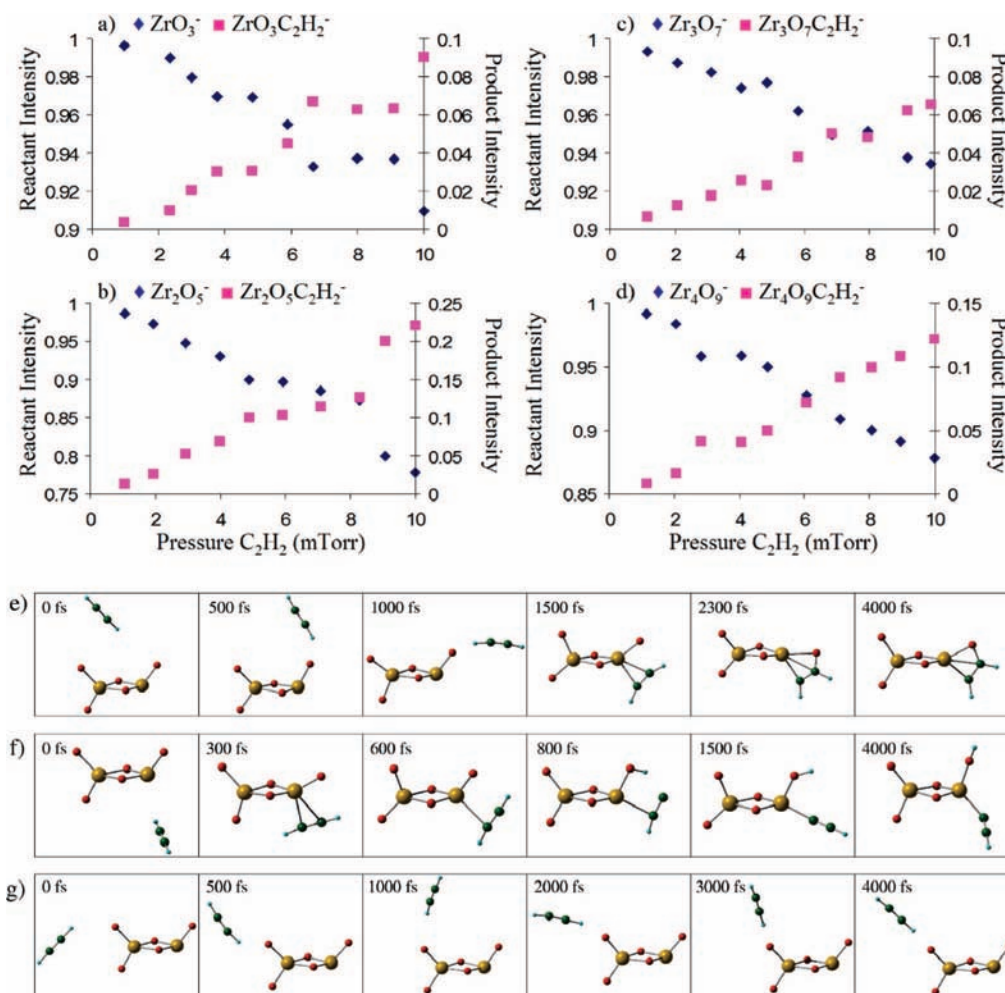 a) ZrO₃⁻ ZrO₃C₂H₂⁻
Reactant Intensity
1
0.98
0.96
0.94
0.92
0.9
0.1
0.08
0.06
0.04
0.02
0
Product Intensity
0 2 4 6 8 10
c) Zr₃O₇⁻ Zr₃O₇C₂H₂⁻
Reactant Intensity
1
0.98
0.96
0.94
0.92
0.9
0.1
0.08
0.06
0.04
0.02
0
Product Intensity
0 2 4 6 8 10
b) Zr₂O₅⁻ Zr₂O₅C₂H₂⁻
Reactant Intensity
1
0.95
0.9
0.85
0.8
0.75
0.25
0.2
0.15
0.1
0.05
0
Product Intensity
0 2 4 6 8 10
Pressure C₂H₂ (mTorr)
d) Zr₄O₉⁻ Zr₄O₉C₂H₂⁻
Reactant Intensity
1
0.95
0.9
0.85
0.15
0.1
0.05
0
Product Intensity
0 2 4 6 8 10
Pressure C₂H₂ (mTorr)
e) 0 fs 500 fs 1000 fs 1500 fs 2300 fs 4000 fs
f) 0 fs 300 fs 600 fs 800 fs 1500 fs 4000 fs
g) 0 fs 500 fs 1000 fs 2000 fs 3000 fs 4000 fs